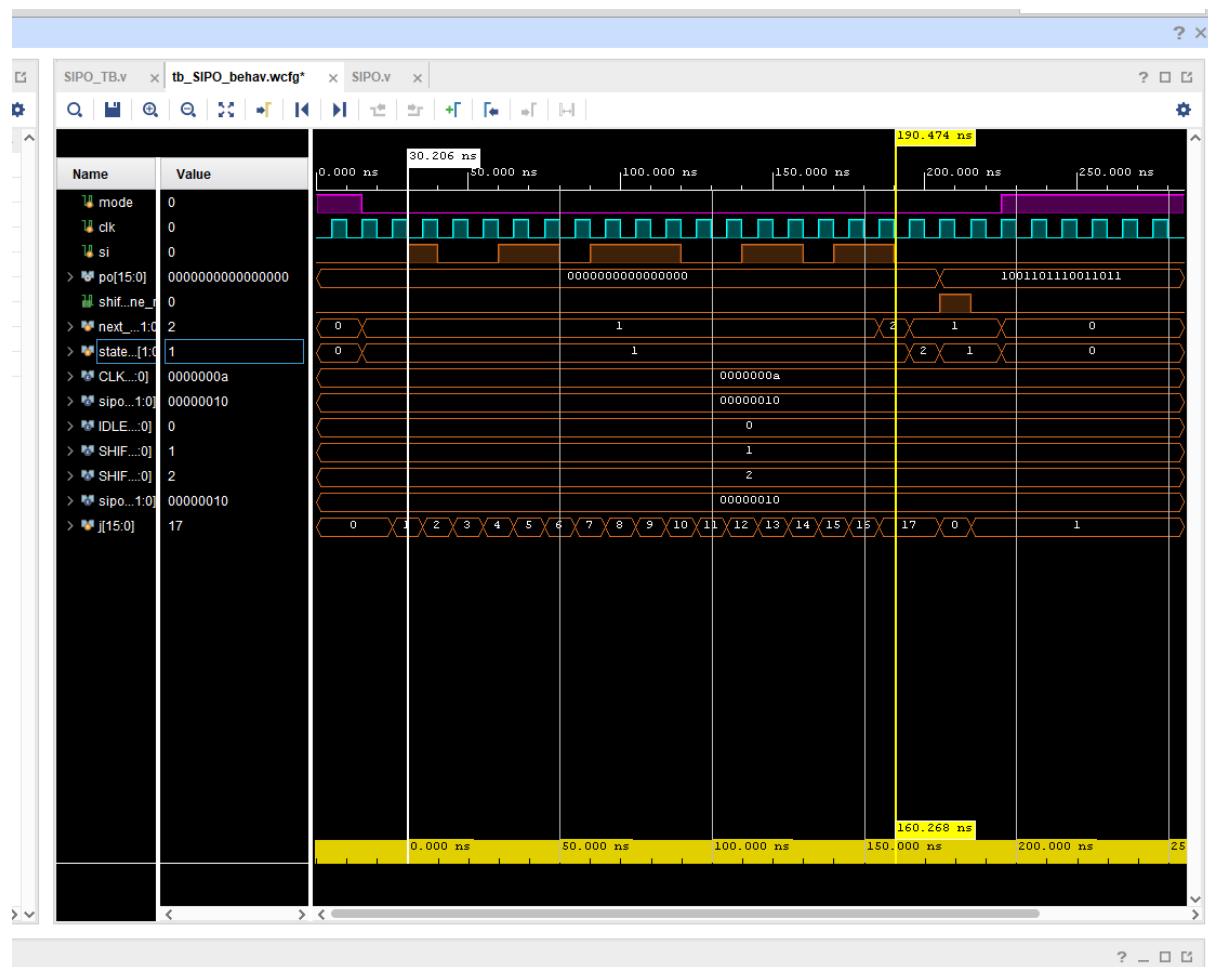 ? ×
SIPO_TB.v × tb_SIPO_behav.wcfg* × SIPO.v ×
Name Value
190.474 ns
30.206 ns
0.000 ns 50.000 ns 100.000 ns 150.000 ns 200.000 ns 250.000 ns
mode 0
clk 0
si 0
po[15:0] 0000000000000000 0000000000000000 1001101110011011
shif...ne_r 0
next_...1:0 2 0 1 2 1 0
state...[1:0 1 0 1 2 1 0
CLK...:0] 0000000a 0000000a
sipo...1:0] 00000010 00000010
IDLE...:0] 0 0
SHIF...:0] 1 1
SHIF...:0] 2 2
sipo...1:0] 00000010 00000010
j[15:0] 17 0 1 2 3 4 5 6 7 8 9 10 11 12 13 14 15 16 17 0 1
160.268 ns
0.000 ns 50.000 ns 100.000 ns 150.000 ns 200.000 ns 25
?